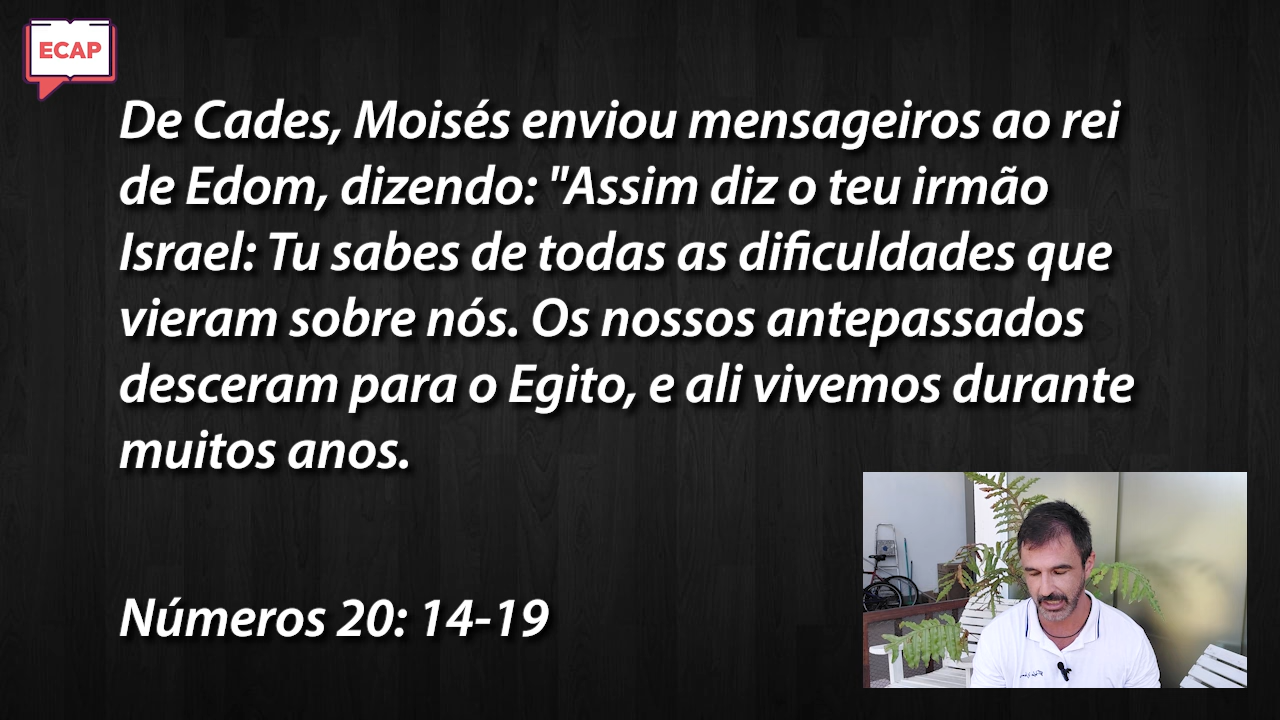 ECAP
De Cades, Moisés enviou mensageiros ao rei
de Edom, dizendo: "Assim diz o teu irmão
Israel: Tu sabes de todas as dificuldades que
vieram sobre nós. Os nossos antepassados
desceram para o Egito, e ali vivemos durante
muitos anos.
Números 20: 14-19